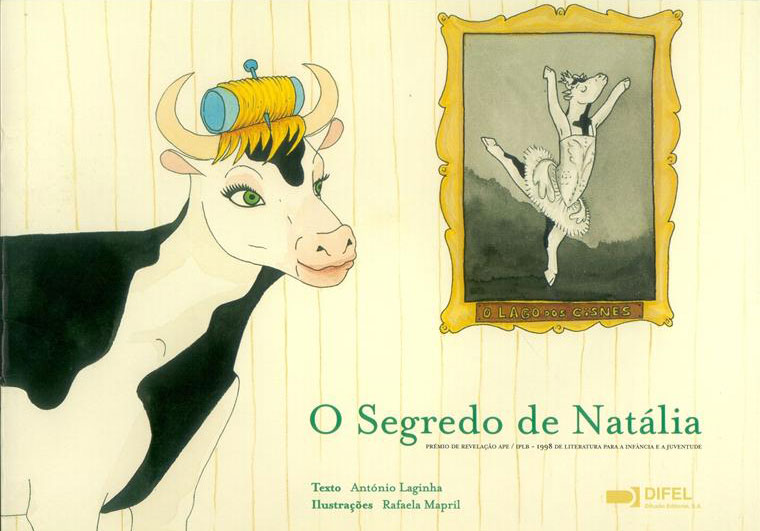 O LAGO DOS CISNES
O Segredo de Natália
PRÉMIO DE REVELAÇÃO APE / IPLB - 1998 DE LITERATURA PARA A INFÂNCIA E A JUVENTUDE
Texto António Laginha
Ilustrações Rafaela Mapril
DIFEL
Difusão Editorial, S.A.